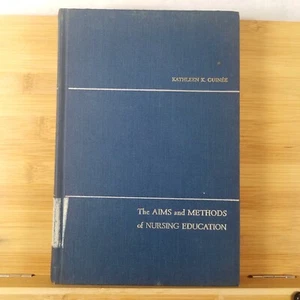 KATHLEEN K. GUINÉE
The AIMS and METHODS
of NURSING EDUCATION